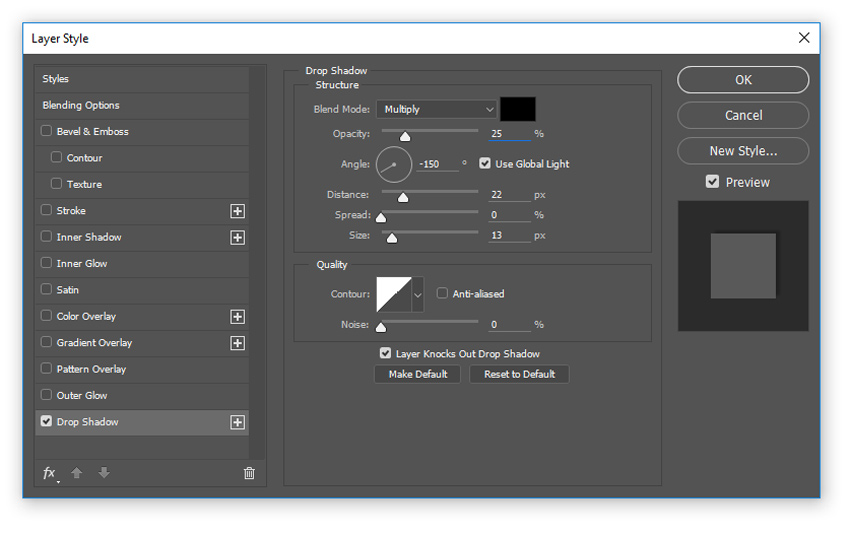 Layer Style
Styles
Blending Options
Bevel & Emboss
Contour
Texture
Stroke
Inner Shadow
Inner Glow
Satin
Color Overlay
Gradient Overlay
Pattern Overlay
Outer Glow
Drop Shadow
fx
Drop Shadow
Structure
Blend Mode: Multiply
Opacity: 25 %
Angle: -150 ° Use Global Light
Distance: 22 px
Spread: 0 %
Size: 13 px
Quality
Contour: Anti-aliased
Noise: 0 %
Layer Knocks Out Drop Shadow
Make Default Reset to Default
OK
Cancel
New Style...
Preview